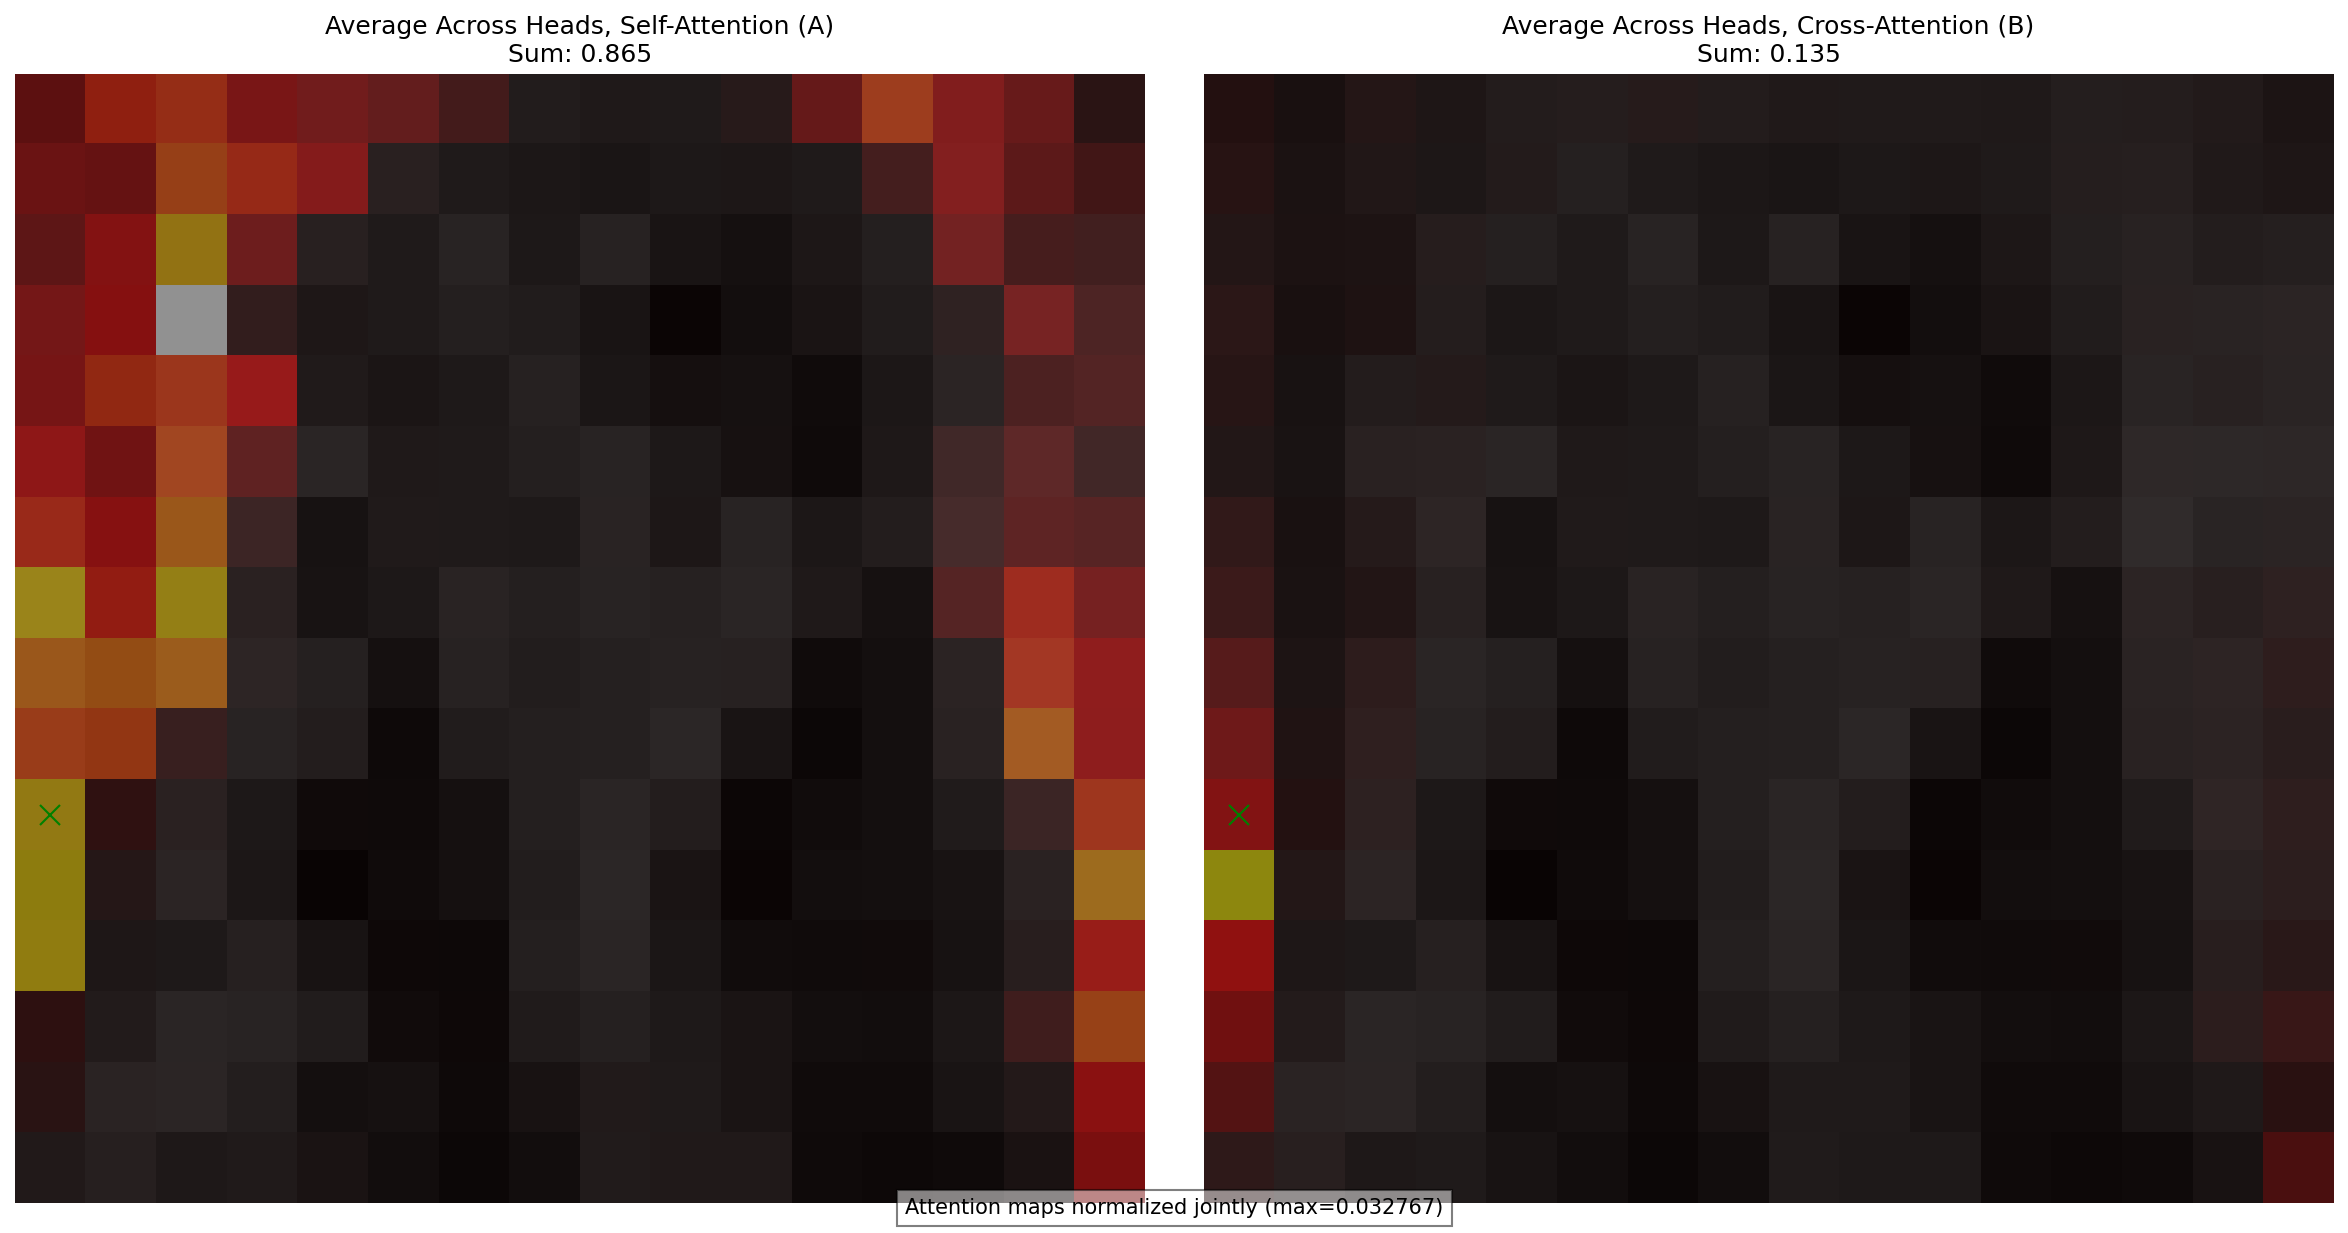 Average Across Heads, Self-Attention (A)
Sum: 0.865
Average Across Heads, Cross-Attention (B)
Sum: 0.135
Attention maps normalized jointly (max=0.032767)